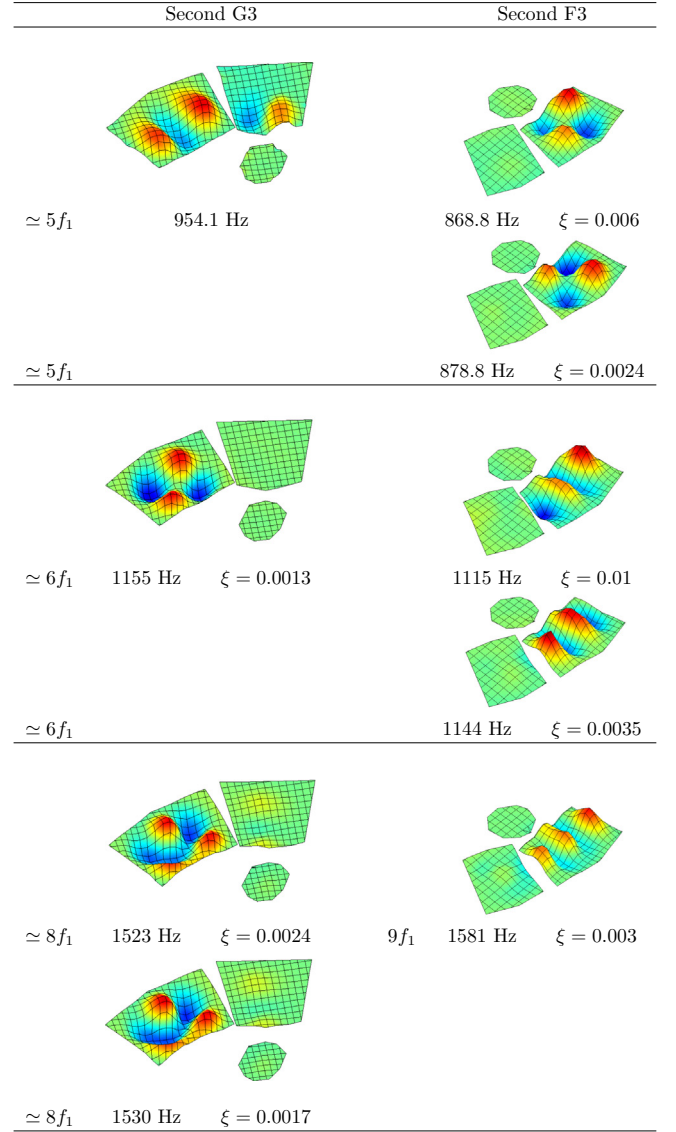 Second G3 Second F3
≃ 5f₁ 954.1 Hz 868.8 Hz ξ = 0.006
≃ 5f₁ 878.8 Hz ξ = 0.0024
≃ 6f₁ 1155 Hz ξ = 0.0013 1115 Hz ξ = 0.01
≃ 6f₁ 1144 Hz ξ = 0.0035
≃ 8f₁ 1523 Hz ξ = 0.0024 9f₁ 1581 Hz ξ = 0.003
≃ 8f₁ 1530 Hz ξ = 0.0017